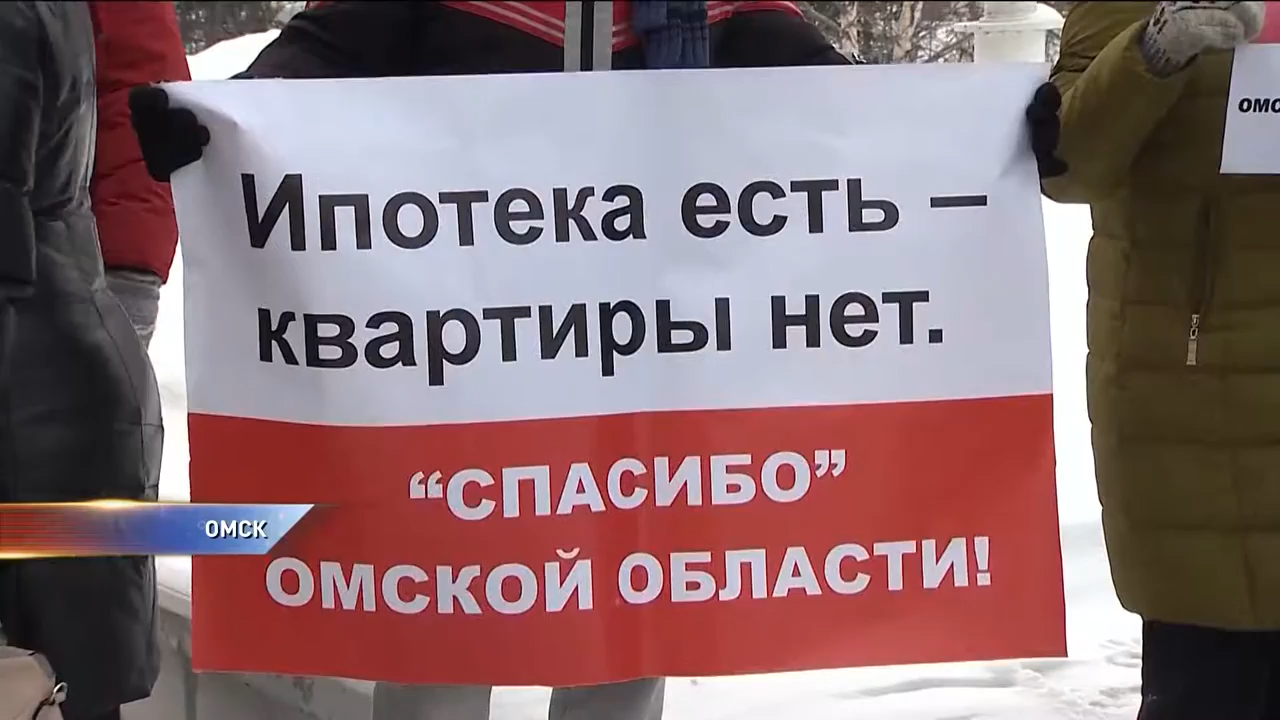 Ипотека есть –
квартиры нет.
“СПАСИБО”
ОМСКОЙ ОБЛАСТИ!
ОМСК